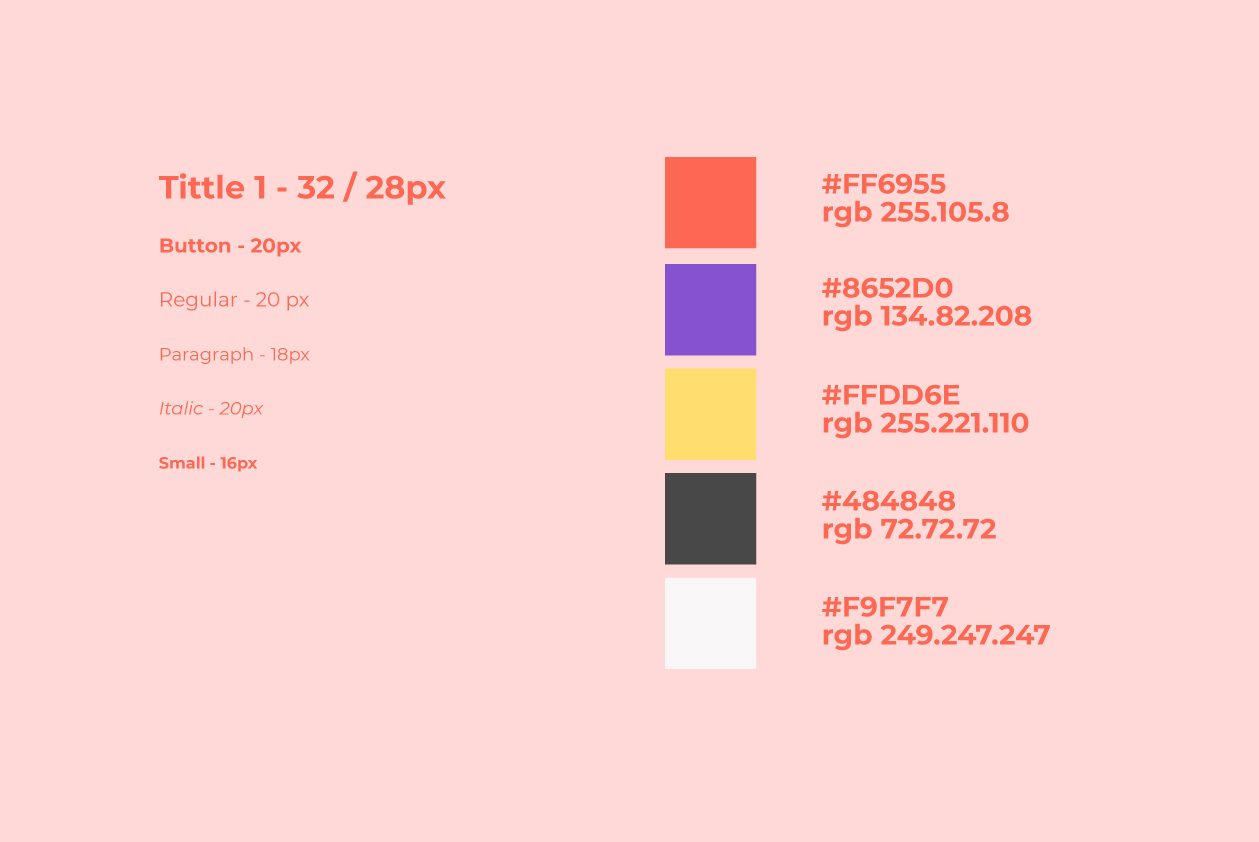 Tittle 1 - 32 / 28px
Button - 20px
Regular - 20 px
Paragraph - 18px
Italic - 20px
Small - 16px
#FF6955
rgb 255.105.8
#8652D0
rgb 134.82.208
#FFDD6E
rgb 255.221.110
#484848
rgb 72.72.72
#F9F7F7
rgb 249.247.247